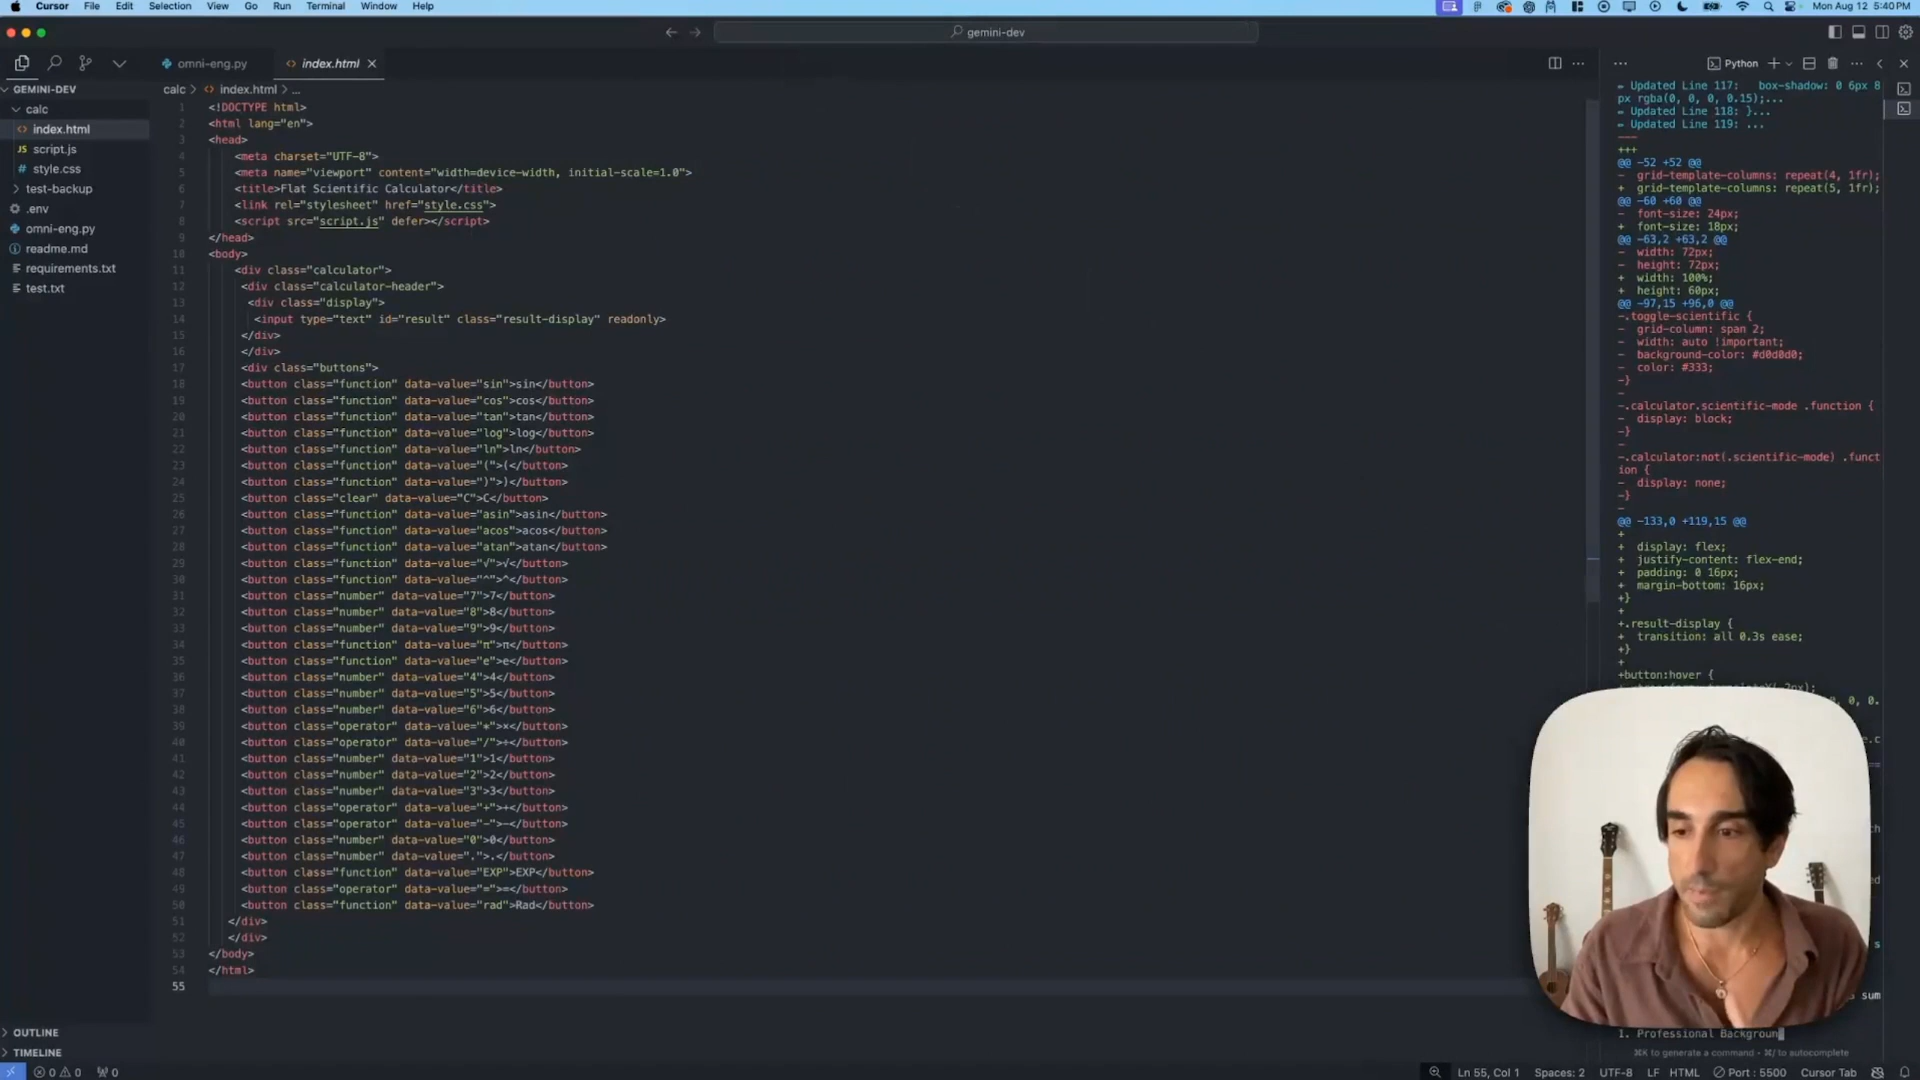 Cursor File Edit Selection View Go Run Terminal Window Help
Mon Aug 12 5:40 PM
gemini-dev
omni-eng.py
index.html
Python
GEMINI-DEV
calc
index.html
script.js
style.css
test-backup
.env
omni-eng.py
readme.md
requirements.txt
test.txt
OUTLINE
TIMELINE
calc > index.html > ...
1 <!DOCTYPE html>
2 <html lang="en">
3 <head>
4 <meta charset="UTF-8">
5 <meta name="viewport" content="width=device-width, initial-scale=1.0">
6 <title>Flat Scientific Calculator</title>
7 <link rel="stylesheet" href="style.css">
8 <script src="script.js" defer></script>
9 </head>
10 <body>
11 <div class="calculator">
12 <div class="calculator-header">
13 <div class="display">
14 <input type="text" id="result" class="result-display" readonly>
15 </div>
16 </div>
17 <div class="buttons">
18 <button class="function" data-value="sin">sin</button>
19 <button class="function" data-value="cos">cos</button>
20 <button class="function" data-value="tan">tan</button>
21 <button class="function" data-value="log">log</button>
22 <button class="function" data-value="ln">ln</button>
23 <button class="function" data-value="(">(</button>
24 <button class="function" data-value=")">)</button>
25 <button class="clear" data-value="C">C</button>
26 <button class="function" data-value="asin">asin</button>
27 <button class="function" data-value="acos">acos</button>
28 <button class="function" data-value="atan">atan</button>
29 <button class="function" data-value="√">√</button>
30 <button class="function" data-value="^">^</button>
31 <button class="number" data-value="7">7</button>
32 <button class="number" data-value="8">8</button>
33 <button class="number" data-value="9">9</button>
34 <button class="function" data-value="π">π</button>
35 <button class="function" data-value="e">e</button>
36 <button class="number" data-value="4">4</button>
37 <button class="number" data-value="5">5</button>
38 <button class="number" data-value="6">6</button>
39 <button class="operator" data-value="*">×</button>
40 <button class="operator" data-value="/">÷</button>
41 <button class="number" data-value="1">1</button>
42 <button class="number" data-value="2">2</button>
43 <button class="number" data-value="3">3</button>
44 <button class="operator" data-value="+">+</button>
45 <button class="operator" data-value="-">-</button>
46 <button class="number" data-value="0">0</button>
47 <button class="number" data-value=".">.</button>
48 <button class="function" data-value="EXP">EXP</button>
49 <button class="operator" data-value="=">=</button>
50 <button class="function" data-value="rad">Rad</button>
51 </div>
52 </div>
53 </body>
54 </html>
55
Updated Line 117: box-shadow: 0 6px 8
px rgba(0, 0, 0, 0.15);...
Updated Line 118: }...
Updated Line 119: ...
---
+++
@@ -52 +52 @@
- grid-template-columns: repeat(4, 1fr);
+ grid-template-columns: repeat(5, 1fr);
@@ -60 +60 @@
- font-size: 24px;
+ font-size: 18px;
@@ -63,2 +63,2 @@
- width: 72px;
- height: 72px;
+ width: 100%;
+ height: 60px;
@@ -97,15 +96,0 @@
-.toggle-scientific {
- grid-column: span 2;
- width: auto !important;
- background-color: #d0d0d0;
- color: #333;
-}
-
-.calculator.scientific-mode .function {
- display: block;
-}
-
-.calculator:not(.scientific-mode) .funct
ion {
- display: none;
-}
-
@@ -133,0 +119,15 @@
+
+ display: flex;
+ justify-content: flex-end;
+ padding: 0 16px;
+ margin-bottom: 16px;
+}
+
+.result-display {
+ transition: all 0.3s ease;
+}
+
+button:hover {
0, 0.
e.c
ch
ed
s
sum
1. Professional Backgroun
⌘K to generate a command • ⌘/ to autocomplete
0 0 0
Ln 55, Col 1 Spaces: 2 UTF-8 LF HTML Port : 5500 Cursor Tab